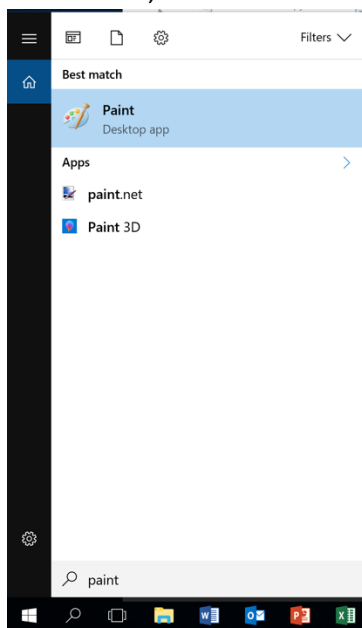 Filters
Best match
Paint
Desktop app
Apps
paint.net
Paint 3D
paint